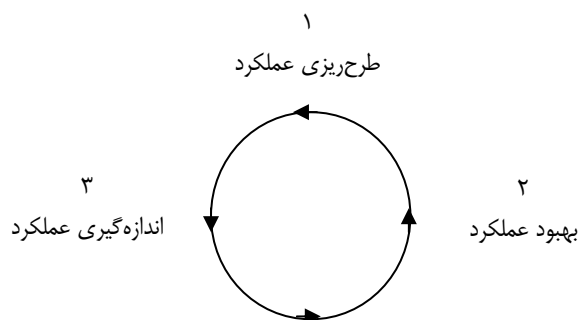 ۱
طرح‌ریزی عملکرد
۲
بهبود عملکرد
۳
اندازه‌گیری عملکرد